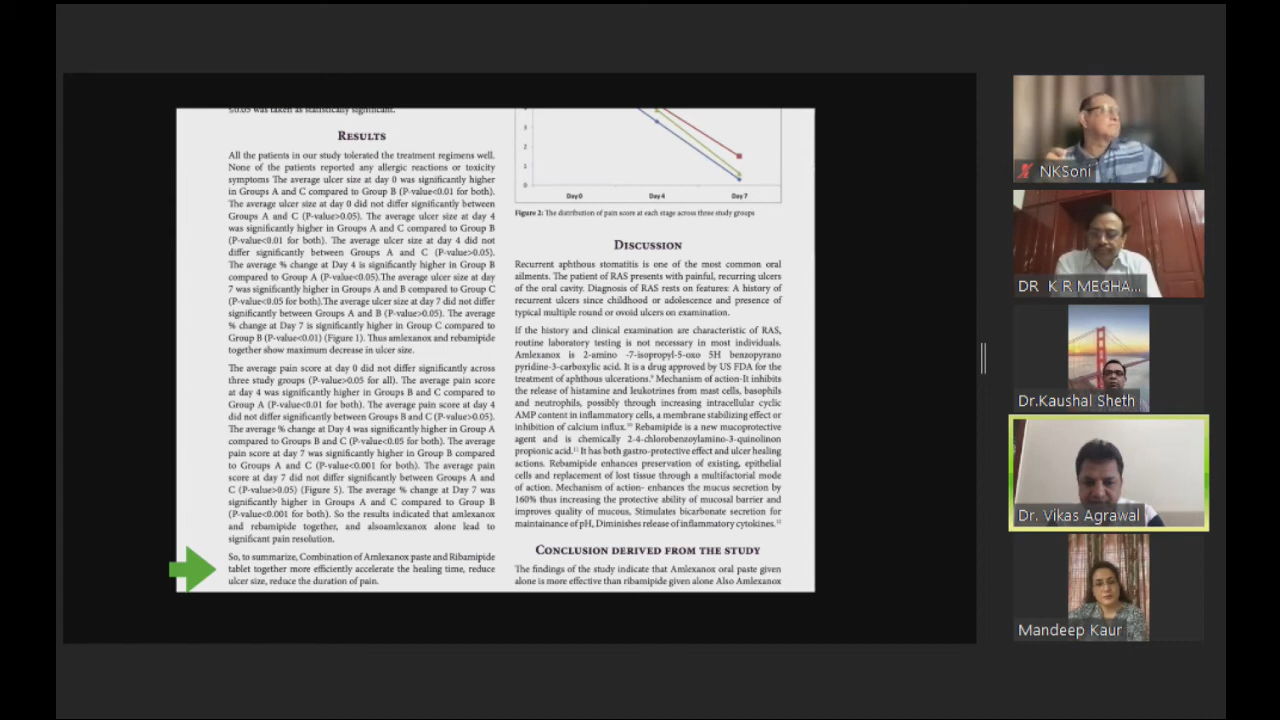 ≤0.05 was taken as statistically significant.
Results
All the patients in our study tolerated the treatment regimens well.
None of the patients reported any allergic reactions or toxicity
symptoms The average ulcer size at day 0 was significantly higher
in Groups A and C compared to Group B (P-value<0.01 for both).
The average ulcer size at day 0 did not differ significantly between
Groups A and C (P-value>0.05). The average ulcer size at day 4
was significantly higher in Groups A and C compared to Group B
(P-value<0.01 for both). The average ulcer size at day 4 did not
differ significantly between Groups A and C (P-value>0.05).
The average % change at Day 4 is significantly higher in Group B
compared to Group A (P-value<0.05).The average ulcer size at day
7 was significantly higher in Groups A and B compared to Group C
(P-value<0.05 for both).The average ulcer size at day 7 did not differ
significantly between Groups A and B (P-value>0.05). The average
% change at Day 7 is significantly higher in Group C compared to
Group B (P-value<0.01) (Figure 1). Thus amlexanox and rebamipide
together show maximum decrease in ulcer size.
The average pain score at day 0 did not differ significantly across
three study groups (P-value>0.05 for all). The average pain score
at day 4 was significantly higher in Groups B and C compared to
Group A (P-value<0.01 for both). The average pain score at day 4
did not differ significantly between Groups B and C (P-value>0.05).
The average % change at Day 4 was significantly higher in Group A
compared to Groups B and C (P-value<0.05 for both). The average
pain score at day 7 was significantly higher in Group B compared
to Groups A and C (P-value<0.001 for both). The average pain
score at day 7 did not differ significantly between Groups A and
C (P-value>0.05) (Figure 5). The average % change at Day 7 was
significantly higher in Groups A and C compared to Group B
(P-value<0.001 for both). So the results indicated that amlexanox
and rebamipide together, and alsoamlexanox alone lead to
significant pain resolution.
So, to summarize, Combination of Amlexanox paste and Ribamipide
tablet together more efficiently accelerate the healing time, reduce
ulcer size, reduce the duration of pain.
4
3
2
1
0
Day 0 Day 4 Day 7
Figure 2: The distribution of pain score at each stage across three study groups
Discussion
Recurrent aphthous stomatitis is one of the most common oral
ailments. The patient of RAS presents with painful, recurring ulcers
of the oral cavity. Diagnosis of RAS rests on features: A history of
recurrent ulcers since childhood or adolescence and presence of
typical multiple round or ovoid ulcers on examination.
If the history and clinical examination are characteristic of RAS,
routine laboratory testing is not necessary in most individuals.
Amlexanox is 2-amino -7-isopropyl-5-oxo 5H benzopyrano
pyridine-3-carboxylic acid. It is a drug approved by US FDA for the
treatment of aphthous ulcerations.⁹ Mechanism of action-It inhibits
the release of histamine and leukotrines from mast cells, basophils
and neutrophils, possibly through increasing intracellular cyclic
AMP content in inflammatory cells, a membrane stabilizing effect or
inhibition of calcium influx.¹⁰ Rebamipide is a new mucoprotective
agent and is chemically 2-4-chlorobenzoylamino-3-quinolinon
propionic acid.¹¹ It has both gastro-protective effect and ulcer healing
actions. Rebamipide enhances preservation of existing, epithelial
cells and replacement of lost tissue through a multifactorial mode
of action. Mechanism of action- enhances the mucus secretion by
160% thus increasing the protective ability of mucosal barrier and
improves quality of mucous, Stimulates bicarbonate secretion for
maintainance of pH, Diminishes release of inflammatory cytokines.¹²
Conclusion derived from the study
The findings of the study indicate that Amlexanox oral paste given
alone is more effective than ribamipide given alone Also Amlexanox
NKSoni
DR K R MEGHA...
Dr.Kaushal Sheth
Dr. Vikas Agrawal
Mandeep Kaur